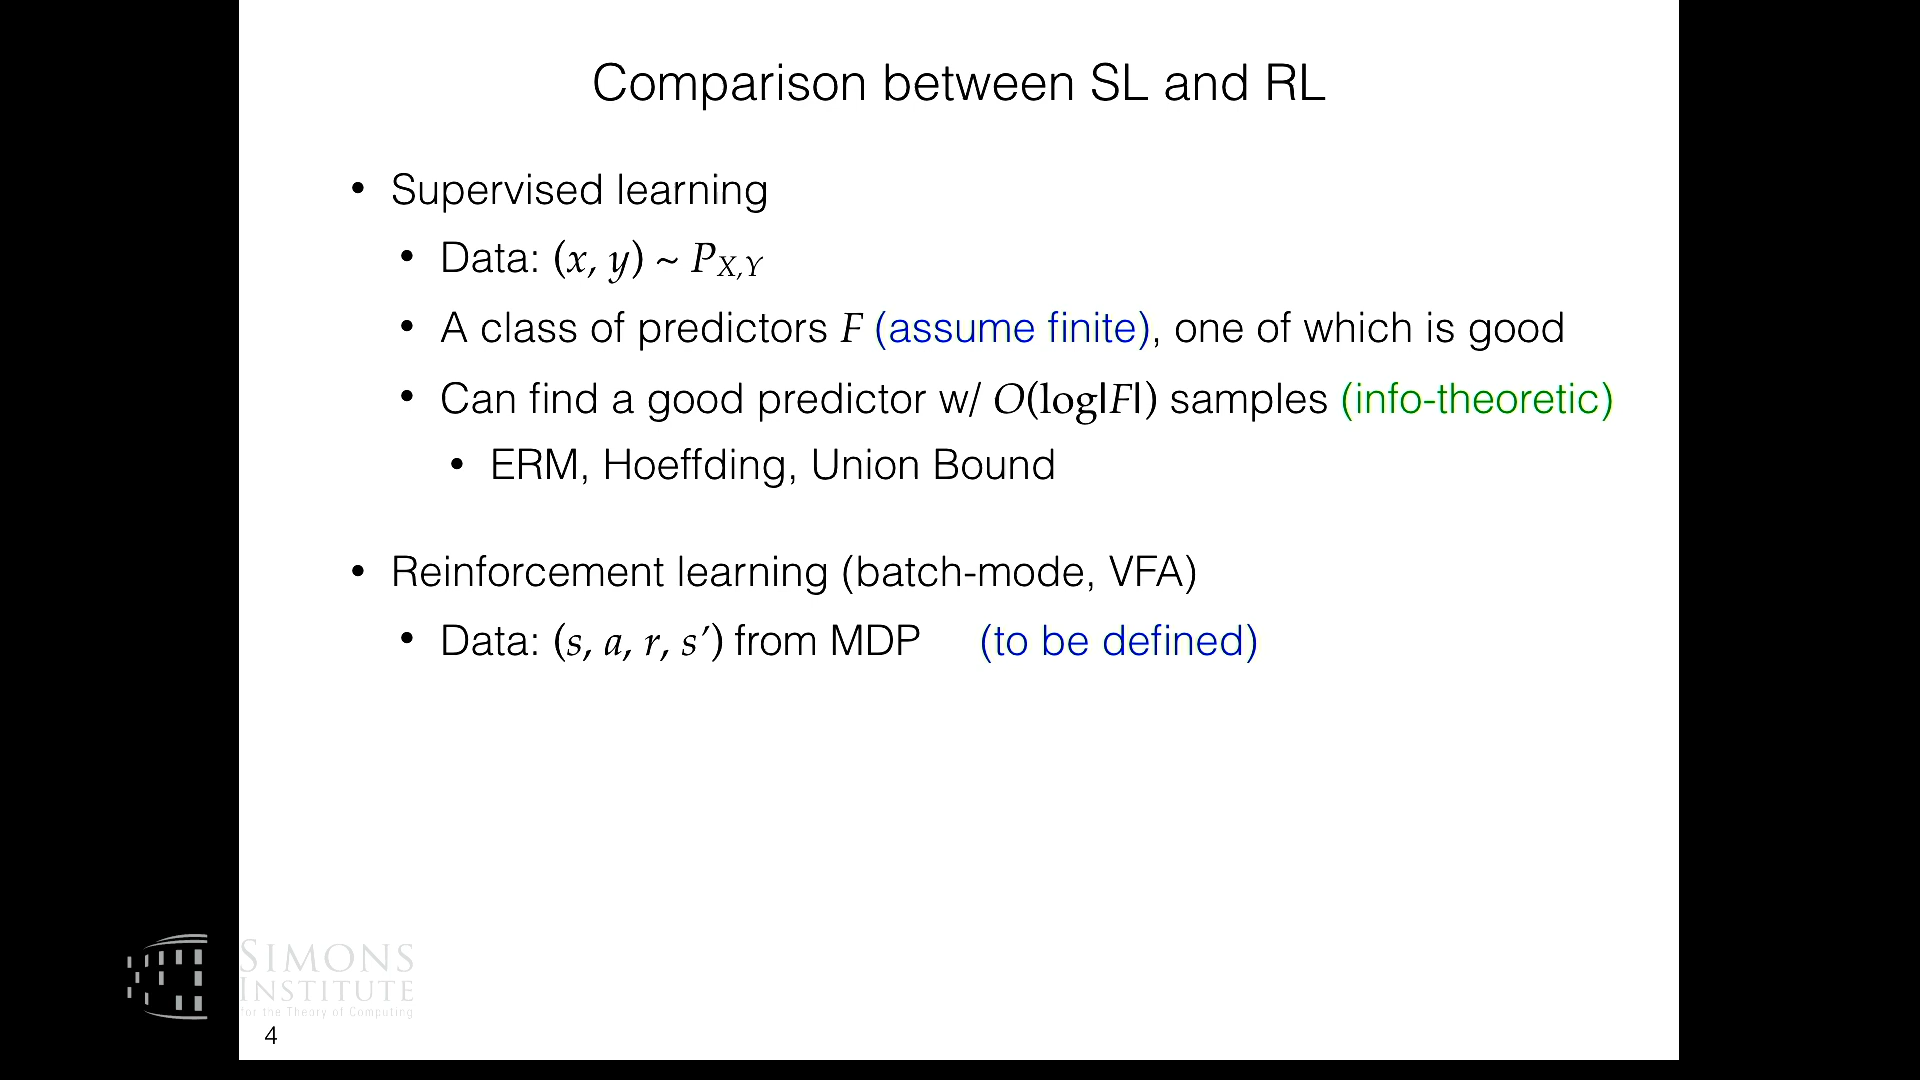 Comparison between SL and RL
• Supervised learning
• Data: (x, y) ~ P_{X,Y}
• A class of predictors F (assume finite), one of which is good
• Can find a good predictor w/ O(log|F|) samples (info-theoretic)
• ERM, Hoeffding, Union Bound
• Reinforcement learning (batch-mode, VFA)
• Data: (s, a, r, s′) from MDP (to be defined)
SIMONS
INSTITUTE
for the Theory of Computing
4